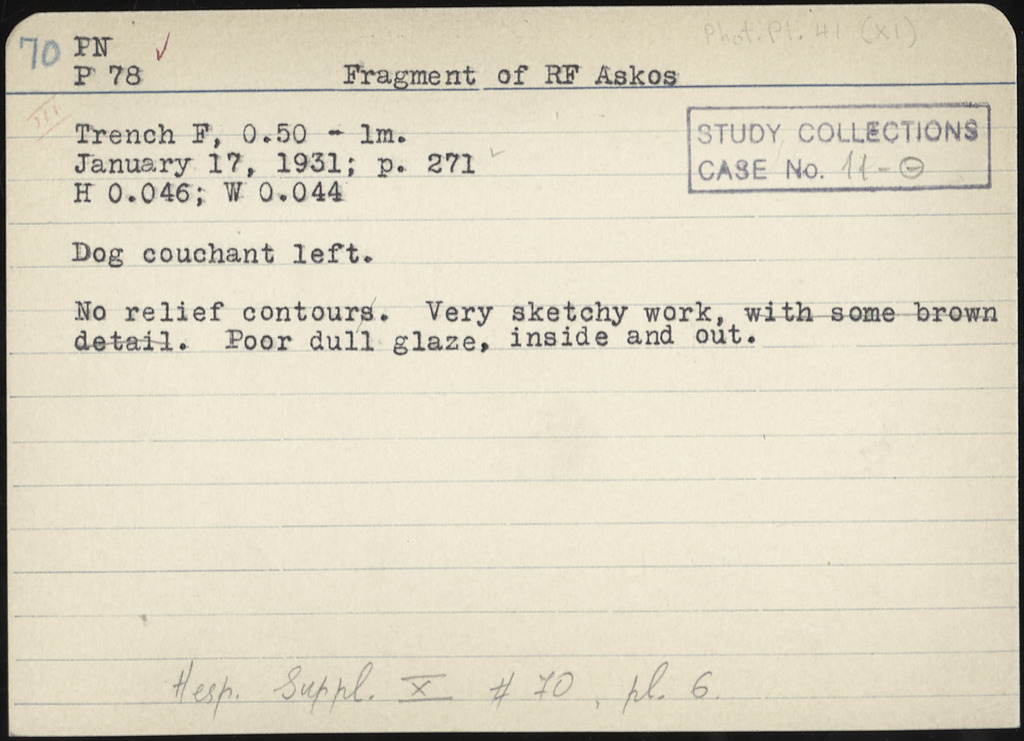 Phot. Pl. 41 (XI)
70 PN
P 78
Fragment of RF Askos
III
Trench F, 0.50 - 1m.
January 17, 1931; p. 271
H 0.046; W 0.044
STUDY COLLECTIONS
CASE No. 11-⊖
Dog couchant left.
No relief contours. Very sketchy work, with some brown
detail. Poor dull glaze, inside and out.
Hesp. Suppl. X # 70, pl. 6.